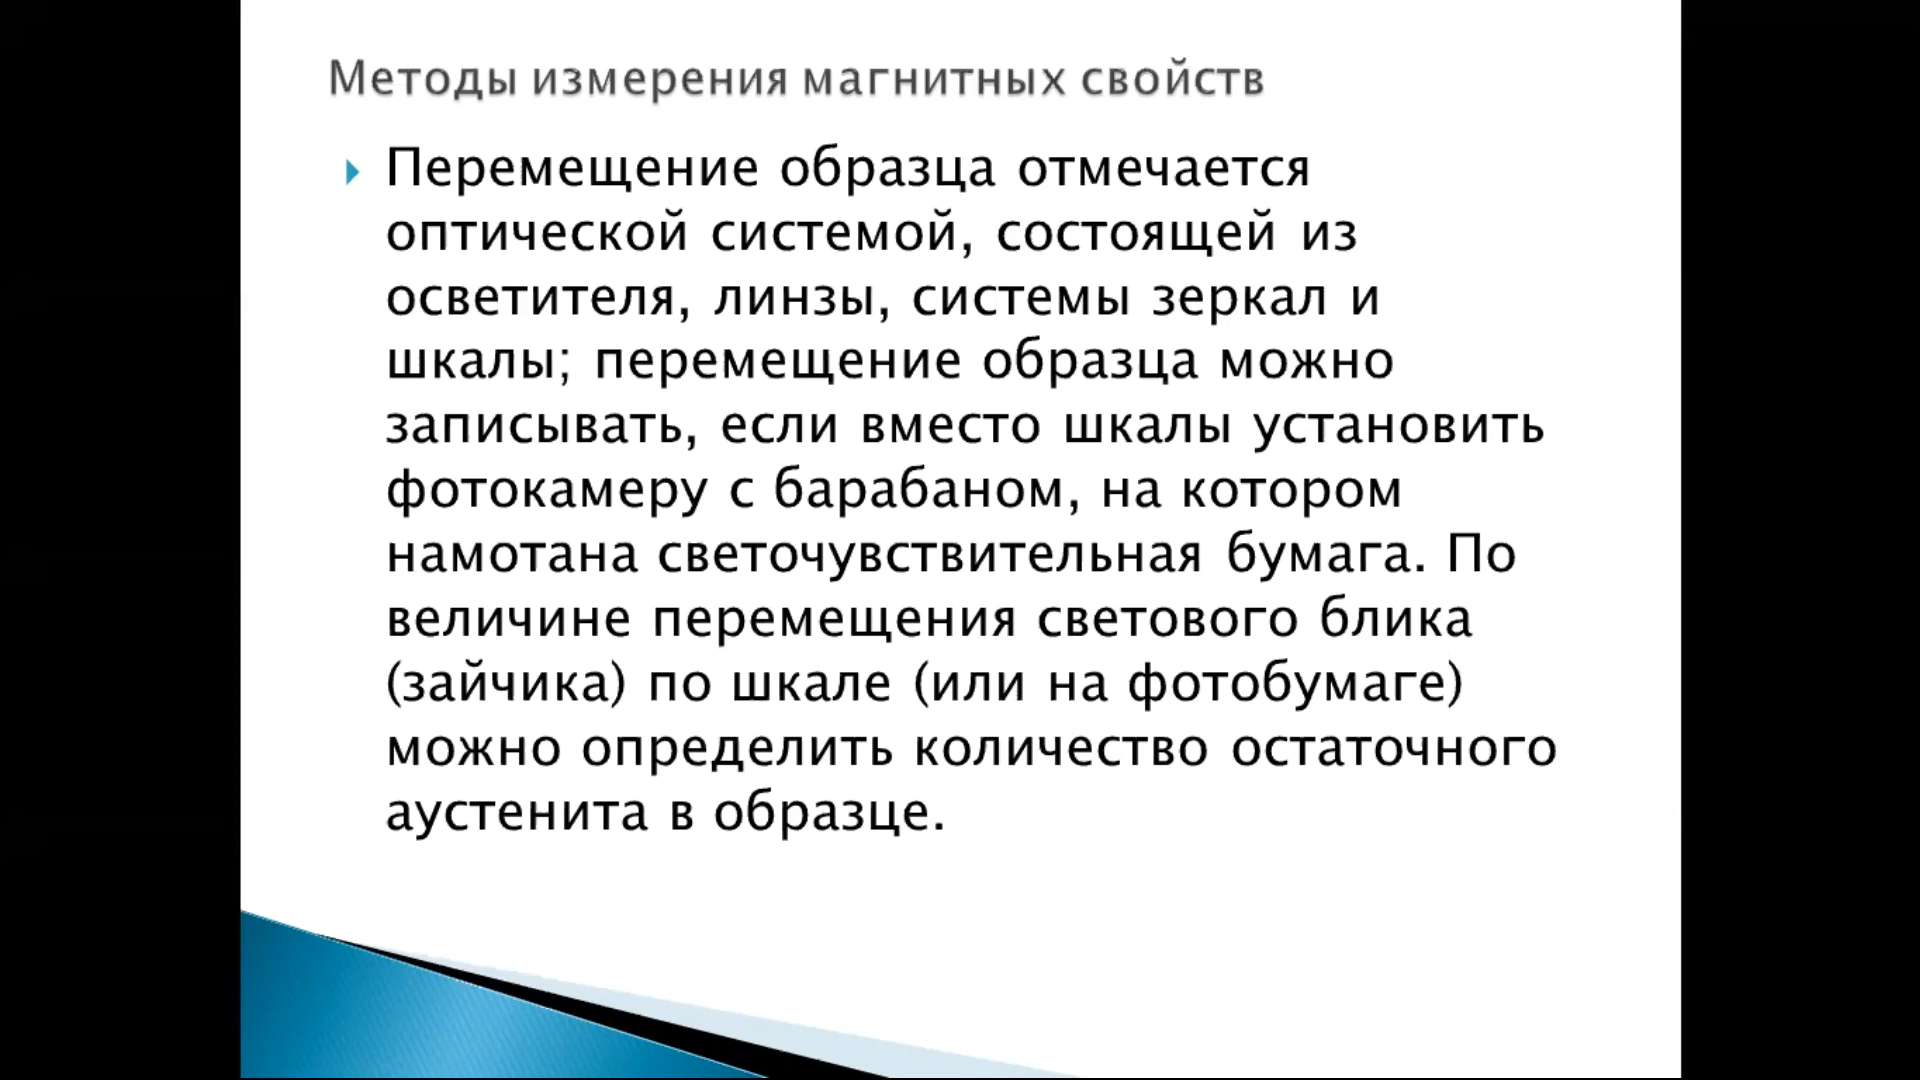 Методы измерения магнитных свойств
Перемещение образца отмечается
оптической системой, состоящей из
осветителя, линзы, системы зеркал и
шкалы; перемещение образца можно
записывать, если вместо шкалы установить
фотокамеру с барабаном, на котором
намотана светочувствительная бумага. По
величине перемещения светового блика
(зайчика) по шкале (или на фотобумаге)
можно определить количество остаточного
аустенита в образце.